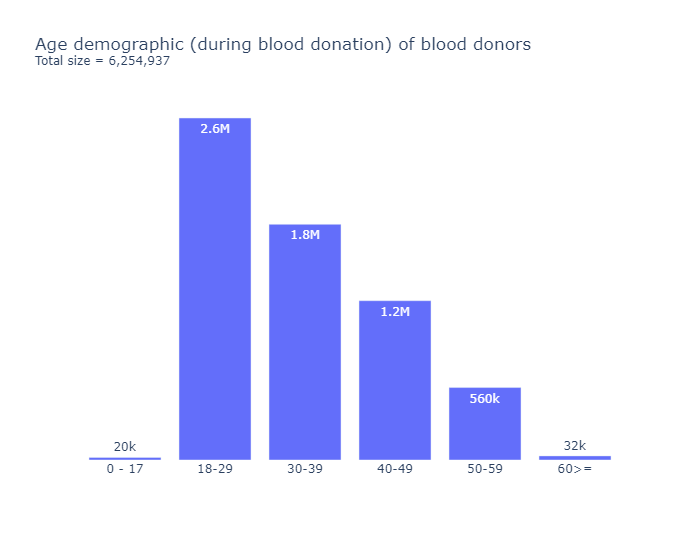 Age demographic (during blood donation) of blood donors
Total size = 6,254,937
2.6M
1.8M
1.2M
560k
20k
32k
0 - 17
18-29
30-39
40-49
50-59
60>=